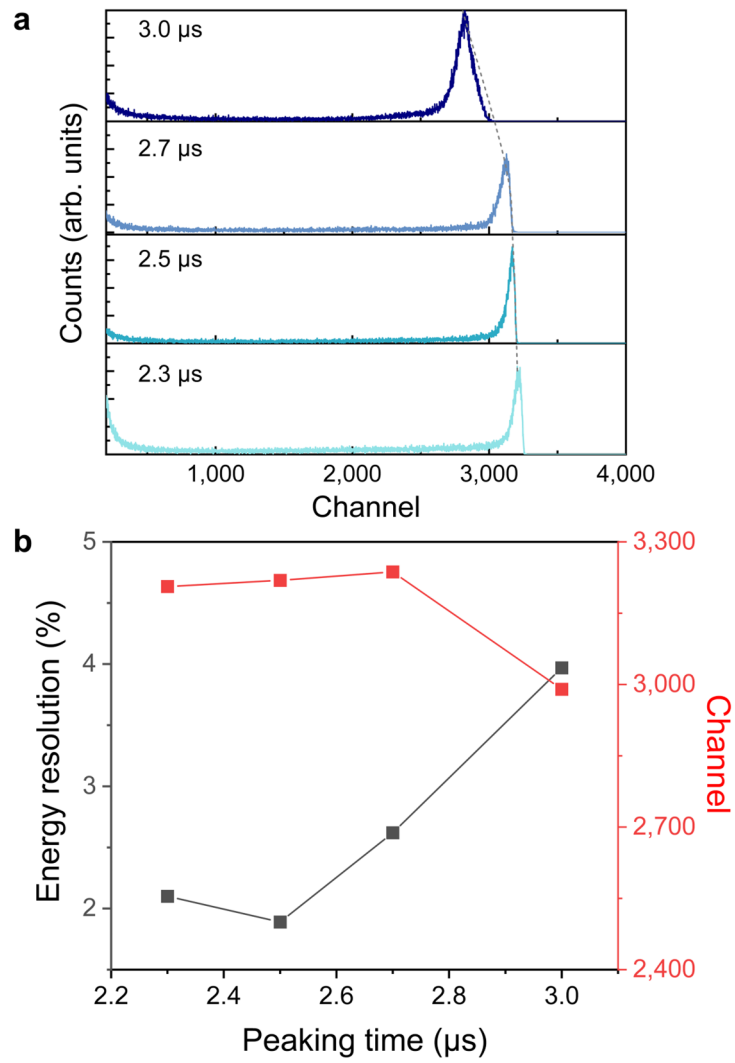 a
3.0 µs
2.7 µs
2.5 µs
2.3 µs
Counts (arb. units)
1,000 2,000 3,000 4,000
Channel
b
5
4
3
2
Energy resolution (%)
3,300
3,000
2,700
2,400
Channel
2.2 2.4 2.6 2.8 3.0
Peaking time (µs)